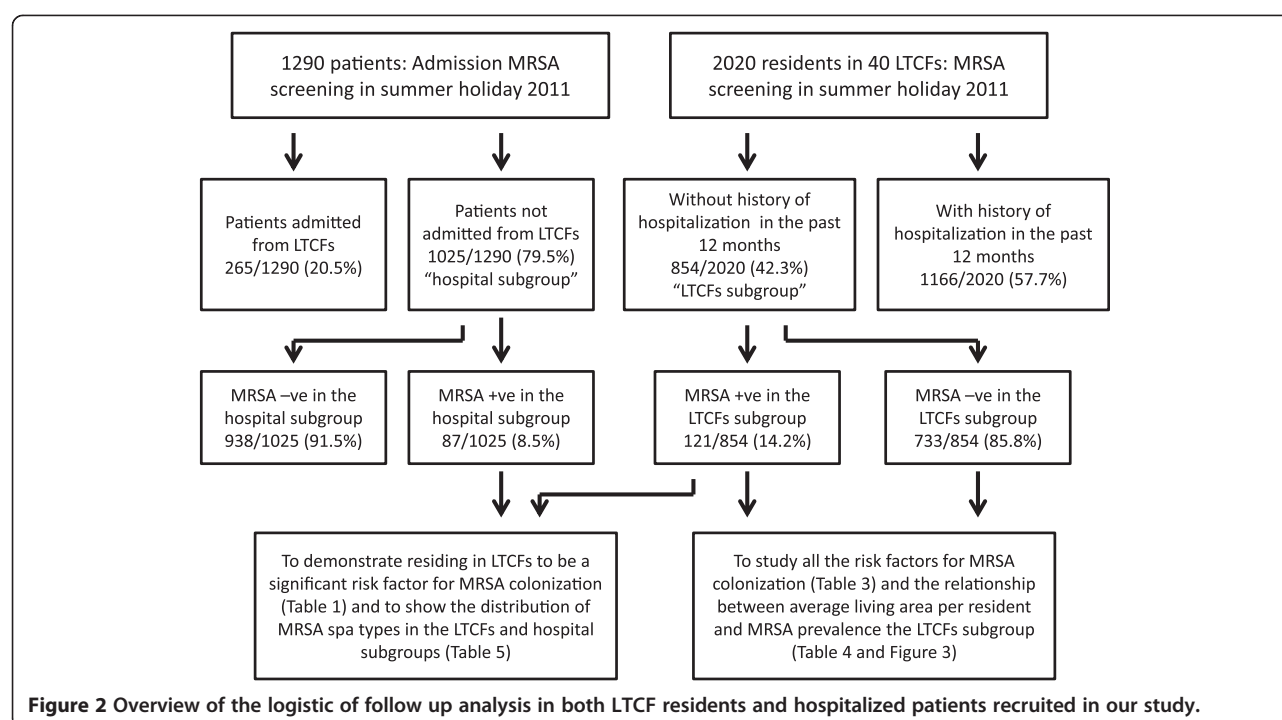 1290 patients: Admission MRSA
screening in summer holiday 2011
2020 residents in 40 LTCFs: MRSA
screening in summer holiday 2011
Patients admitted
from LTCFs
265/1290 (20.5%)
Patients not
admitted from LTCFs
1025/1290 (79.5%)
“hospital subgroup”
Without history of
hospitalization in the past
12 months
854/2020 (42.3%)
“LTCFs subgroup”
With history of
hospitalization in the past
12 months
1166/2020 (57.7%)
MRSA –ve in the
hospital subgroup
938/1025 (91.5%)
MRSA +ve in the
hospital subgroup
87/1025 (8.5%)
MRSA +ve in the
LTCFs subgroup
121/854 (14.2%)
MRSA –ve in the
LTCFs subgroup
733/854 (85.8%)
To demonstrate residing in LTCFs to be a
significant risk factor for MRSA colonization
(Table 1) and to show the distribution of
MRSA spa types in the LTCFs and hospital
subgroups (Table 5)
To study all the risk factors for MRSA
colonization (Table 3) and the relationship
between average living area per resident
and MRSA prevalence the LTCFs subgroup
(Table 4 and Figure 3)
Figure 2 Overview of the logistic of follow up analysis in both LTCF residents and hospitalized patients recruited in our study.